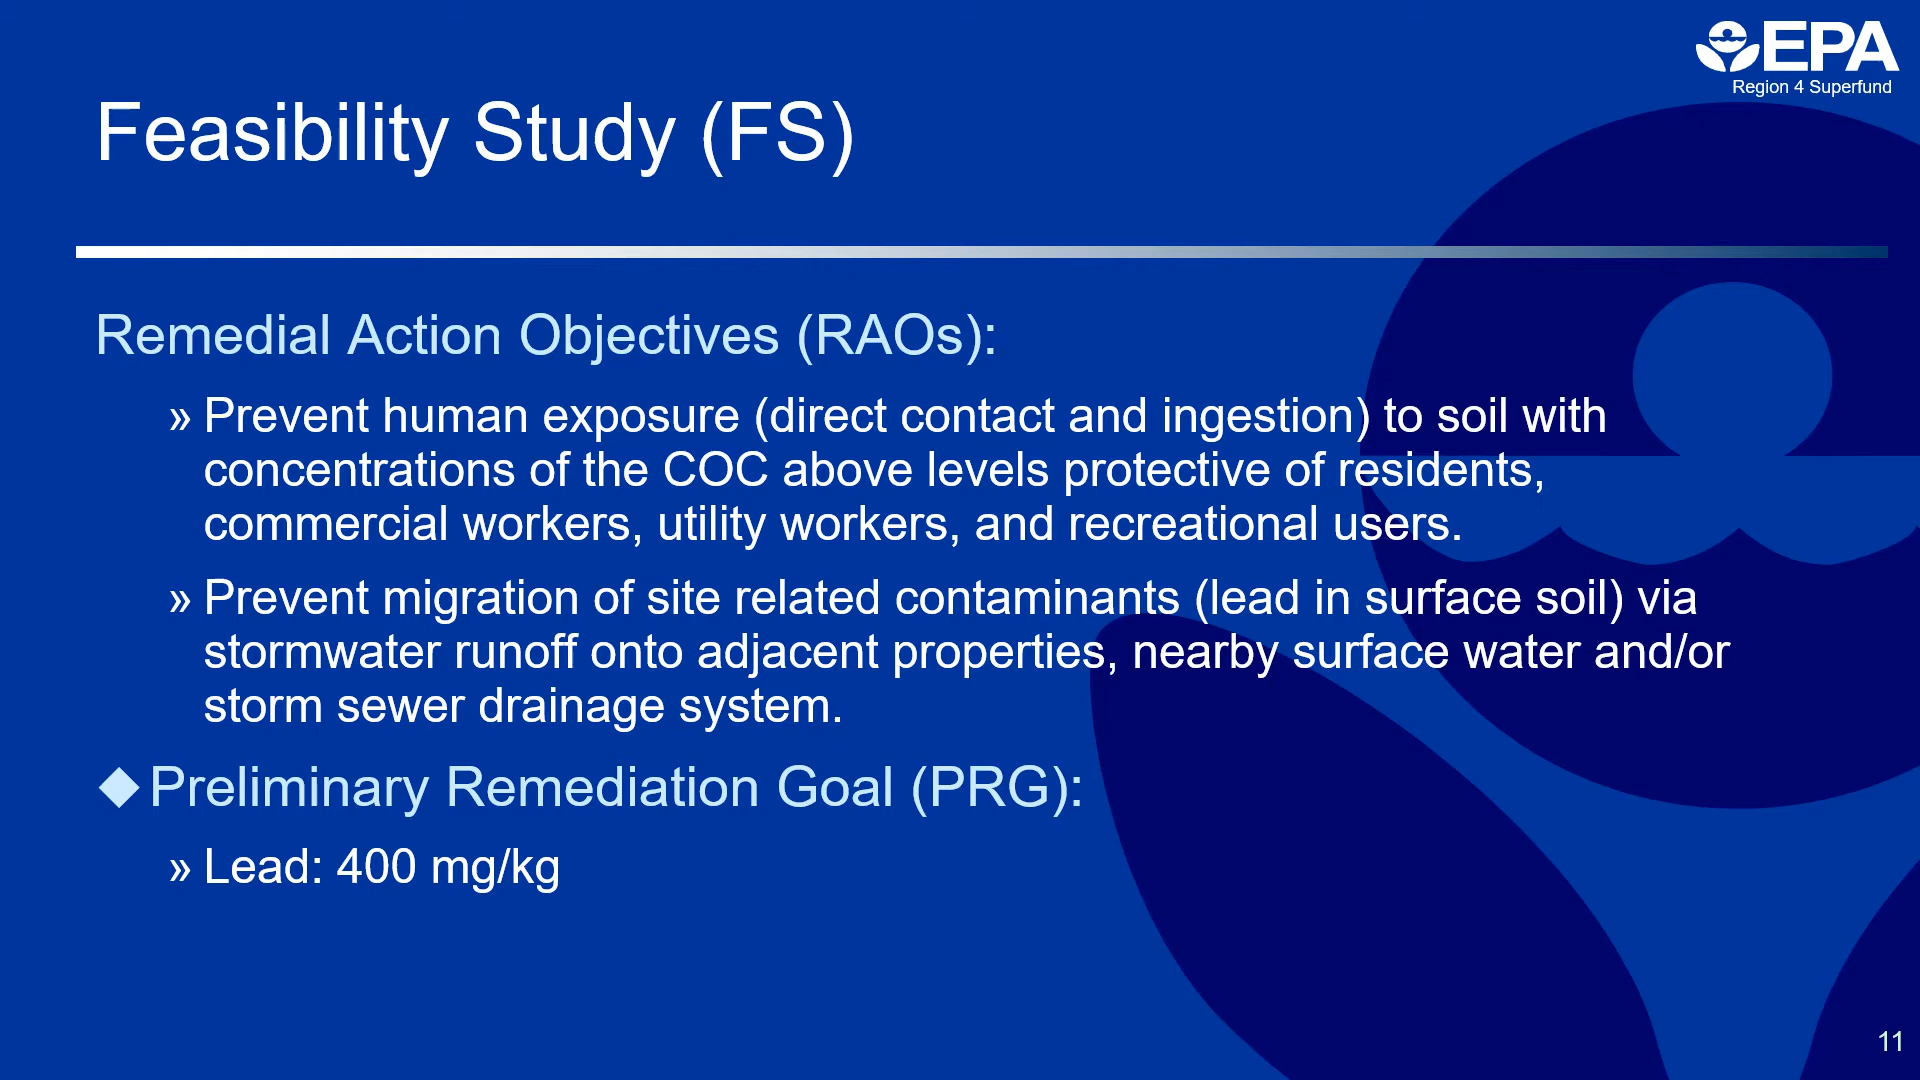 EPA
Region 4 Superfund
Feasibility Study (FS)
Remedial Action Objectives (RAOs):
» Prevent human exposure (direct contact and ingestion) to soil with
concentrations of the COC above levels protective of residents,
commercial workers, utility workers, and recreational users.
» Prevent migration of site related contaminants (lead in surface soil) via
stormwater runoff onto adjacent properties, nearby surface water and/or
storm sewer drainage system.
◆Preliminary Remediation Goal (PRG):
» Lead: 400 mg/kg
11